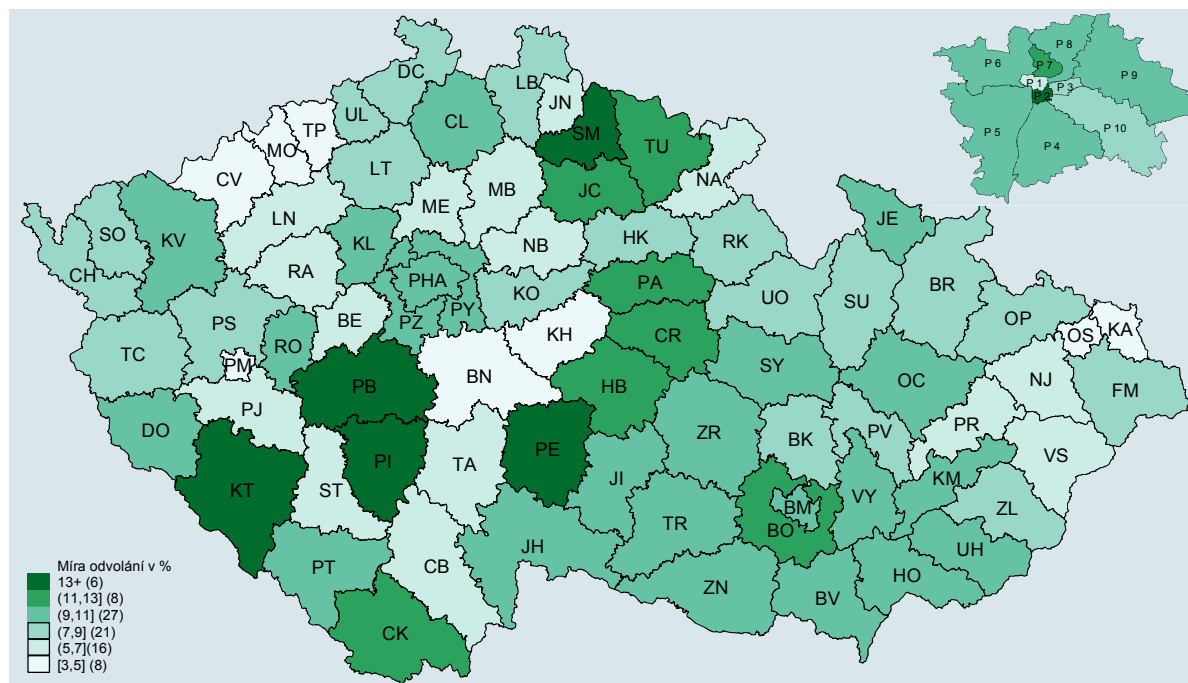 DC
LB
P 8
P 6
P 7
P 9
P 1
P 3
P 2
P 10
P 5
P 4
JN
UL
CL
TP
SM
MO
TU
LT
CV
MB
NA
JC
ME
LN
JE
SO
KV
KL
NB
HK
RK
CH
RA
PHA
BR
KO
PA
UO
SU
PS
BE
PZ
PY
OP
TC
RO
KH
CR
OS
KA
PM
PB
BN
HB
SY
OC
NJ
FM
PJ
DO
ZR
BK
PV
PR
PI
PE
TA
VS
KT
ST
JI
KM
VY
BM
BO
ZL
TR
JH
UH
PT
CB
ZN
BV
HO
CK
Míra odvolání v %
13+ (6)
(11,13] (8)
(9,11] (27)
(7,9] (21)
(5,7](16)
[3,5] (8)